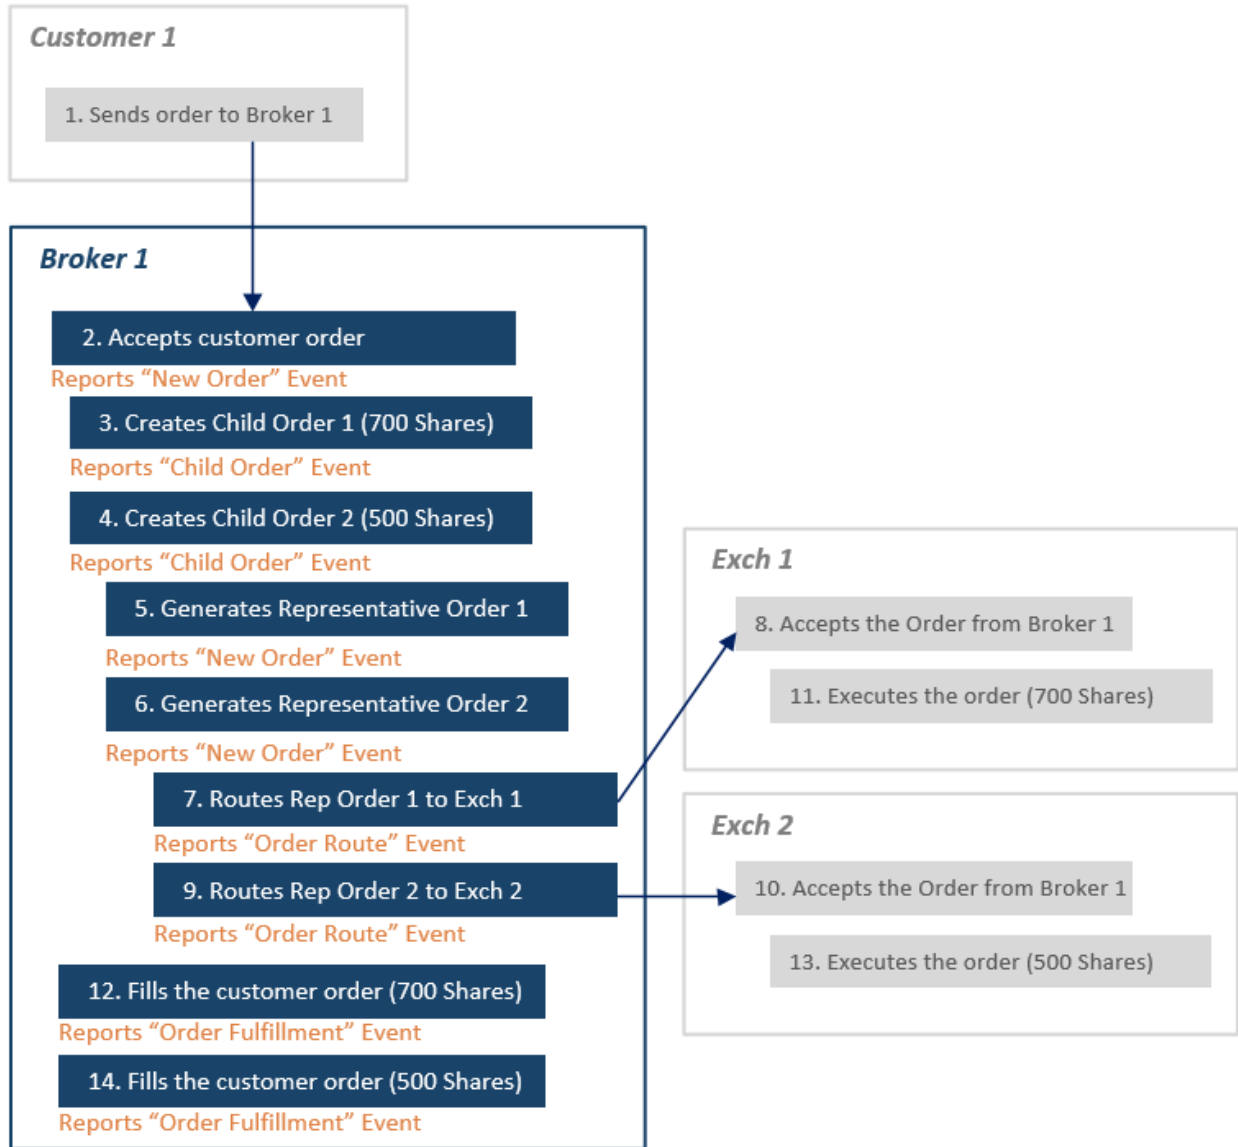 Customer 1
1. Sends order to Broker 1
Broker 1
2. Accepts customer order
Reports “New Order” Event
3. Creates Child Order 1 (700 Shares)
Reports “Child Order” Event
4. Creates Child Order 2 (500 Shares)
Reports “Child Order” Event
5. Generates Representative Order 1
Reports “New Order” Event
6. Generates Representative Order 2
Reports “New Order” Event
7. Routes Rep Order 1 to Exch 1
Reports “Order Route” Event
9. Routes Rep Order 2 to Exch 2
Reports “Order Route” Event
12. Fills the customer order (700 Shares)
Reports “Order Fulfillment” Event
14. Fills the customer order (500 Shares)
Reports “Order Fulfillment” Event
Exch 1
8. Accepts the Order from Broker 1
11. Executes the order (700 Shares)
Exch 2
10. Accepts the Order from Broker 1
13. Executes the order (500 Shares)